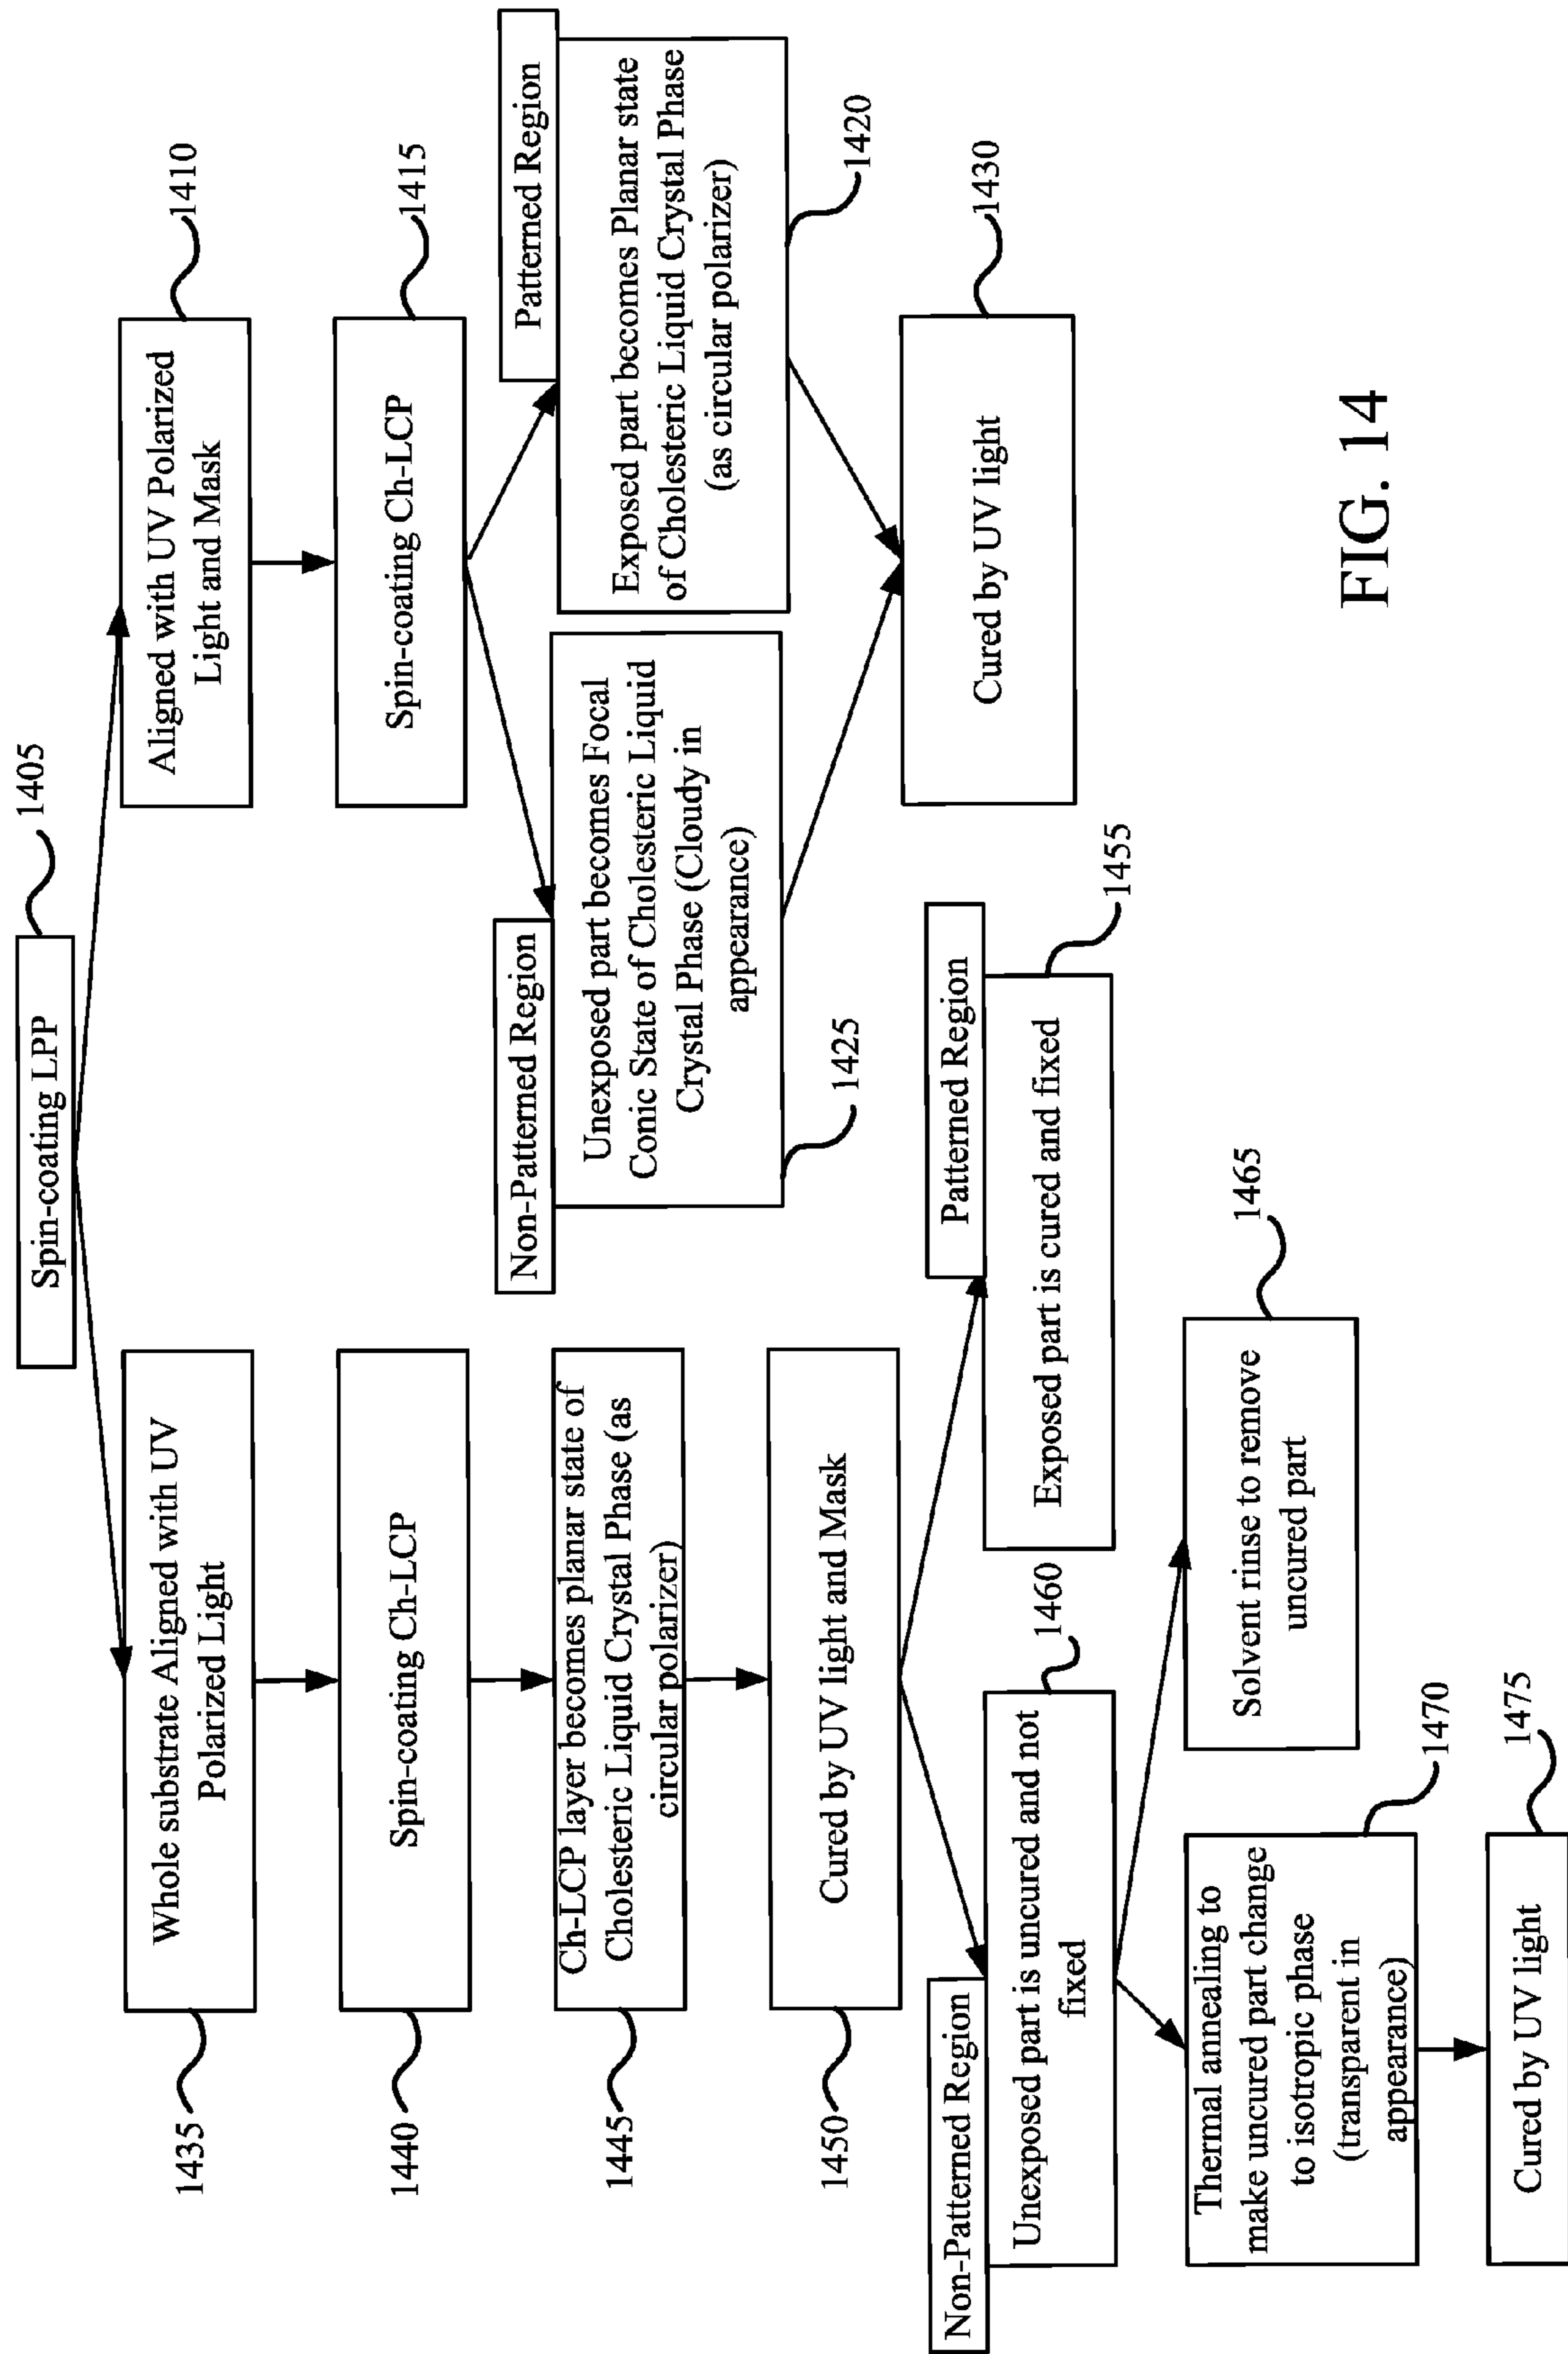 Spin-coating LPP
1405
Whole substrate Aligned with UV
Polarized Light
1435
Spin-coating Ch-LCP
1440
Ch-LCP layer becomes planar state of
Cholesteric Liquid Crystal Phase (as
circular polarizer)
1445
Cured by UV light and Mask
1450
Non-Patterned Region
Unexposed part is uncured and not
fixed
1460
Patterned Region
Exposed part is cured and fixed
1455
Thermal annealing to
make uncured part change
to isotropic phase
(transparent in
appearance)
1470
Solvent rinse to remove
uncured part
1465
Cured by UV light
1475
Aligned with UV Polarized
Light and Mask
1410
Spin-coating Ch-LCP
1415
Non-Patterned Region
Unexposed part becomes Focal
Conic State of Cholesteric Liquid
Crystal Phase (Cloudy in
appearance)
1425
Patterned Region
Exposed part becomes Planar state
of Cholesteric Liquid Crystal Phase
(as circular polarizer)
1420
Cured by UV light
1430
FIG. 14